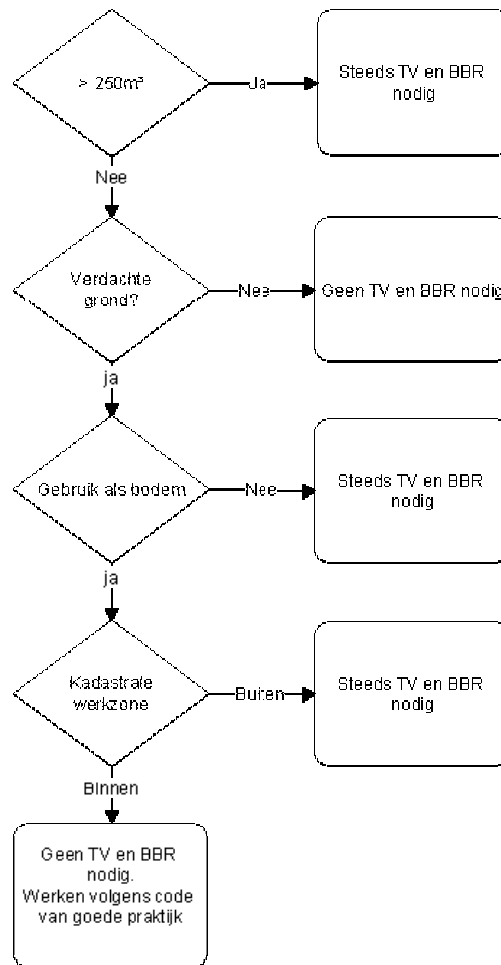 > 250m³
Ja
Steeds TV en BBR
nodig
Nee
Verdachte
grond?
Nee
Geen TV en BBR nodig
ja
Gebruik als bodem
Nee
Steeds TV en BBR
nodig
ja
Kadastrale
werkzone
Buiten
Steeds TV en BBR
nodig
Binnen
Geen TV en BBR
nodig.
Werken volgens code
van goede praktijk